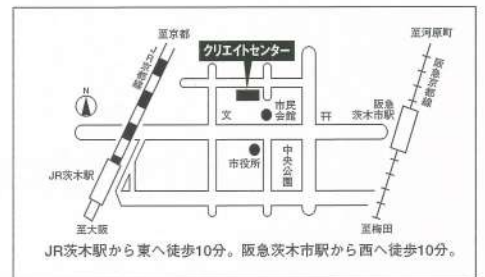 至京都
JR京都線
クリエイトセンター
至河原町
阪急京都線
N
市民会館
文
阪急茨木市駅
市役所
中央公園
JR茨木駅
至大阪
至梅田
JR茨木駅から東へ徒歩10分。阪急茨木市駅から西へ徒歩10分。